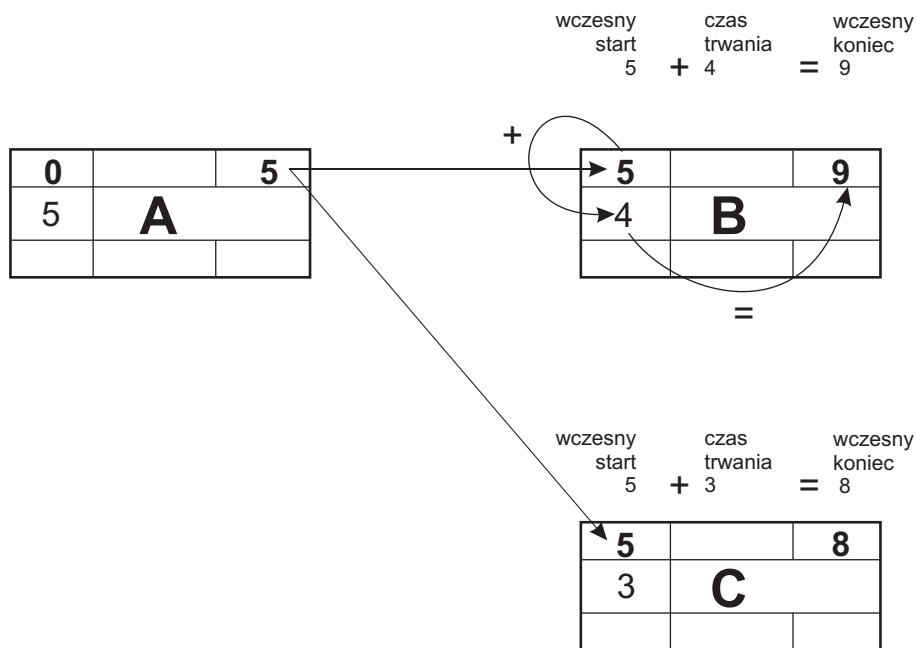 wczesny start czas trwania wczesny koniec
5 + 4 = 9
+
0 5
5 A
5 9
4 B
=
wczesny start czas trwania wczesny koniec
5 + 3 = 8
5 8
3 C